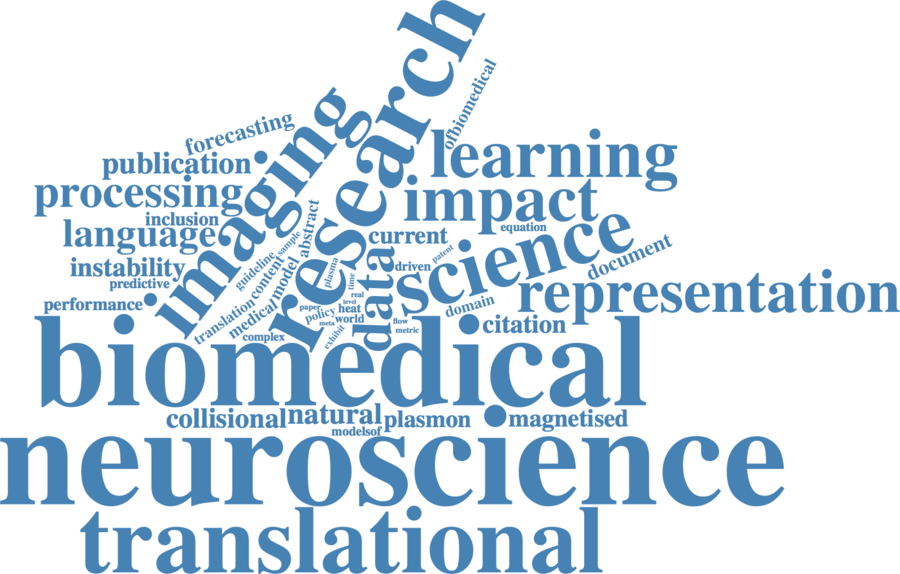 research
ofbiomedical
imaging
forecasting
learning
publication
processing
impact
inclusion
abstract
language
sample
equation
science
current
document
patent
guideline
content
model
instability
plasma
data
driven
predictive
time
representation
real
performance
translation
medical
level
paper
heat
domain
policy
world
meta
flow
metric
citation
complex
exhibit
biomedical
collisional
natural
plasmon
magnetised
modelsof
neuroscience
translational